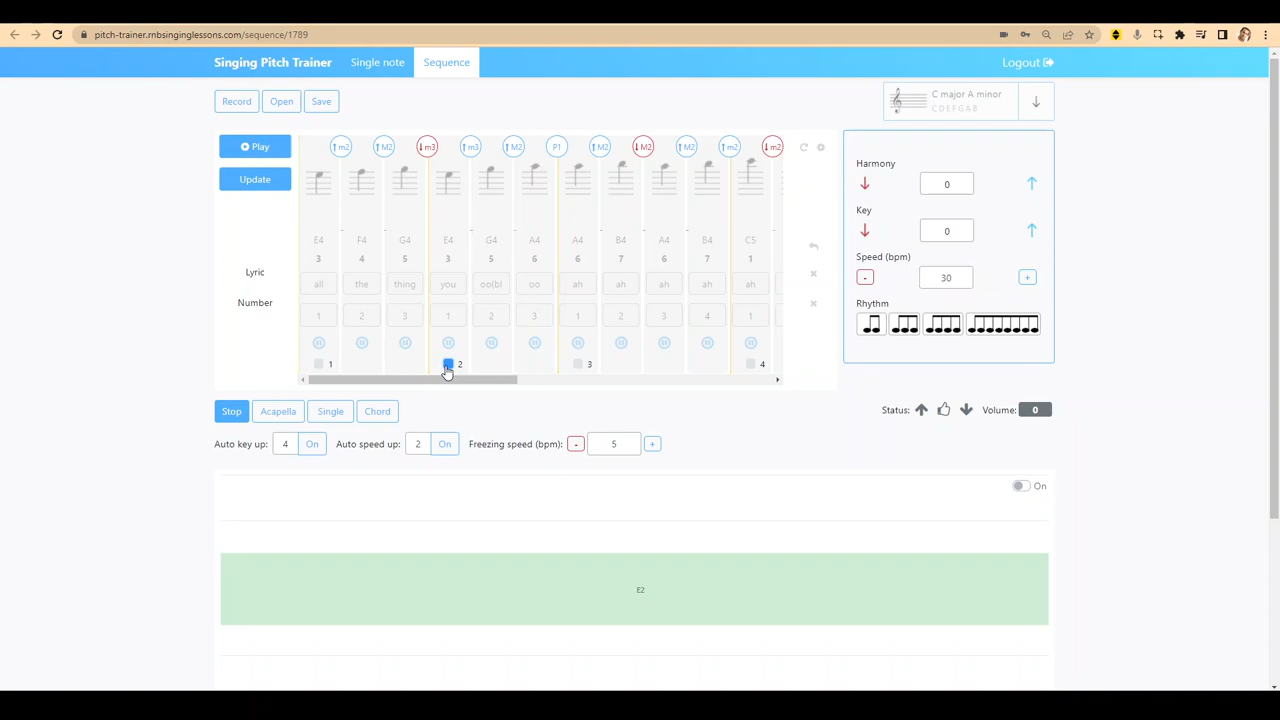 pitch-trainer.rnbsinginglessons.com/sequence/1789
Singing Pitch Trainer Single note Sequence Logout
Record Open Save
C major A minor
C D E F G A B
Play
Update
m2 M2 m3 m3 M2 P1 M2 M2 M2 m2 m2
E4 F4 G4 E4 G4 A4 A4 B4 A4 B4 C5
3 4 5 3 5 6 6 7 6 7 1
Lyric all the thing you oo(bl oo ah ah ah ah ah
Number 1 2 3 1 2 3 1 2 3 4 1
1 2 3 4
Harmony
0
Key
0
Speed (bpm)
- 30 +
Rhythm
Stop Acapella Single Chord
Status: Volume: 0
Auto key up: 4 On Auto speed up: 2 On Freezing speed (bpm): - 5 +
On
E2